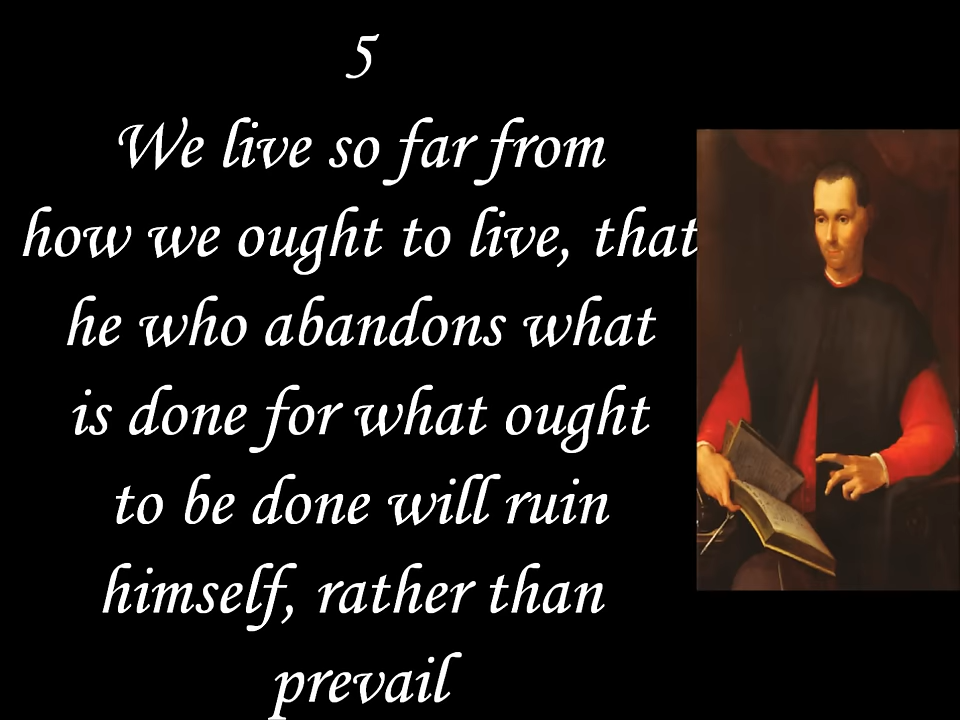 5
We live so far from
how we ought to live, that
he who abandons what
is done for what ought
to be done will ruin
himself, rather than
prevail